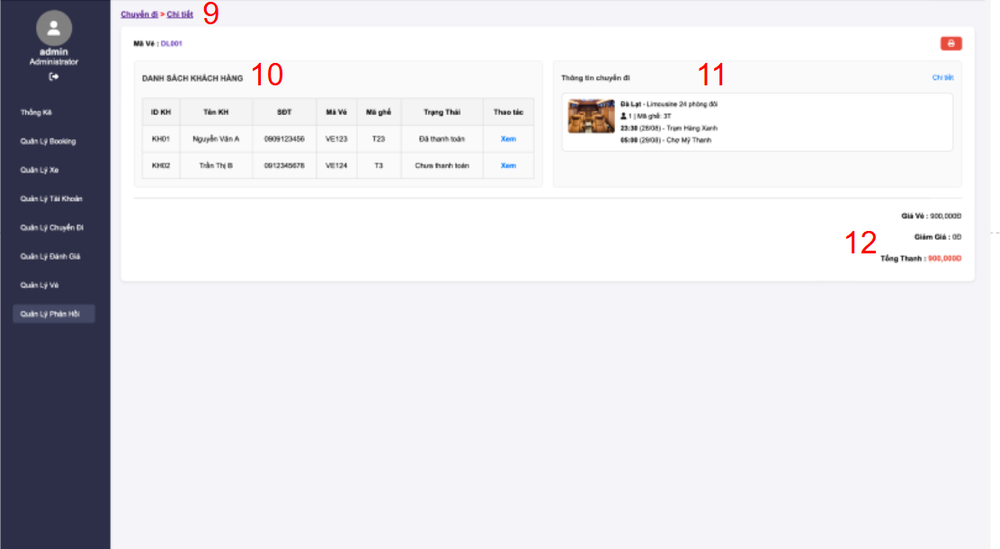 admin
Administrator
Thống Kê
Quản Lý Booking
Quản Lý Xe
Quản Lý Tài Khoản
Quản Lý Chuyến Đi
Quản Lý Đánh Giá
Quản Lý Vé
Quản Lý Phản Hồi
Chuyến đi > Chi tiết 9
Mã Vé : DL001
DANH SÁCH KHÁCH HÀNG 10
ID KH Tên KH SĐT Mã Vé Mã ghế Trạng Thái Thao tác
KH01 Nguyễn Văn A 0909123456 VE123 T23 Đã thanh toán Xem
KH02 Trần Thị B 0912345678 VE124 T3 Chưa thanh toán Xem
Thông tin chuyến đi 11 Chi tiết
Đà Lạt - Limousine 24 phòng đôi
1 | Mã ghế: 3T
23:30 (28/08) - Trạm Hàng Xanh
05:00 (29/08) - Chợ Mỹ Thanh
Giá Vé : 900,000Đ
Giảm Giá : 0Đ
12
Tổng Thanh : 900,000Đ